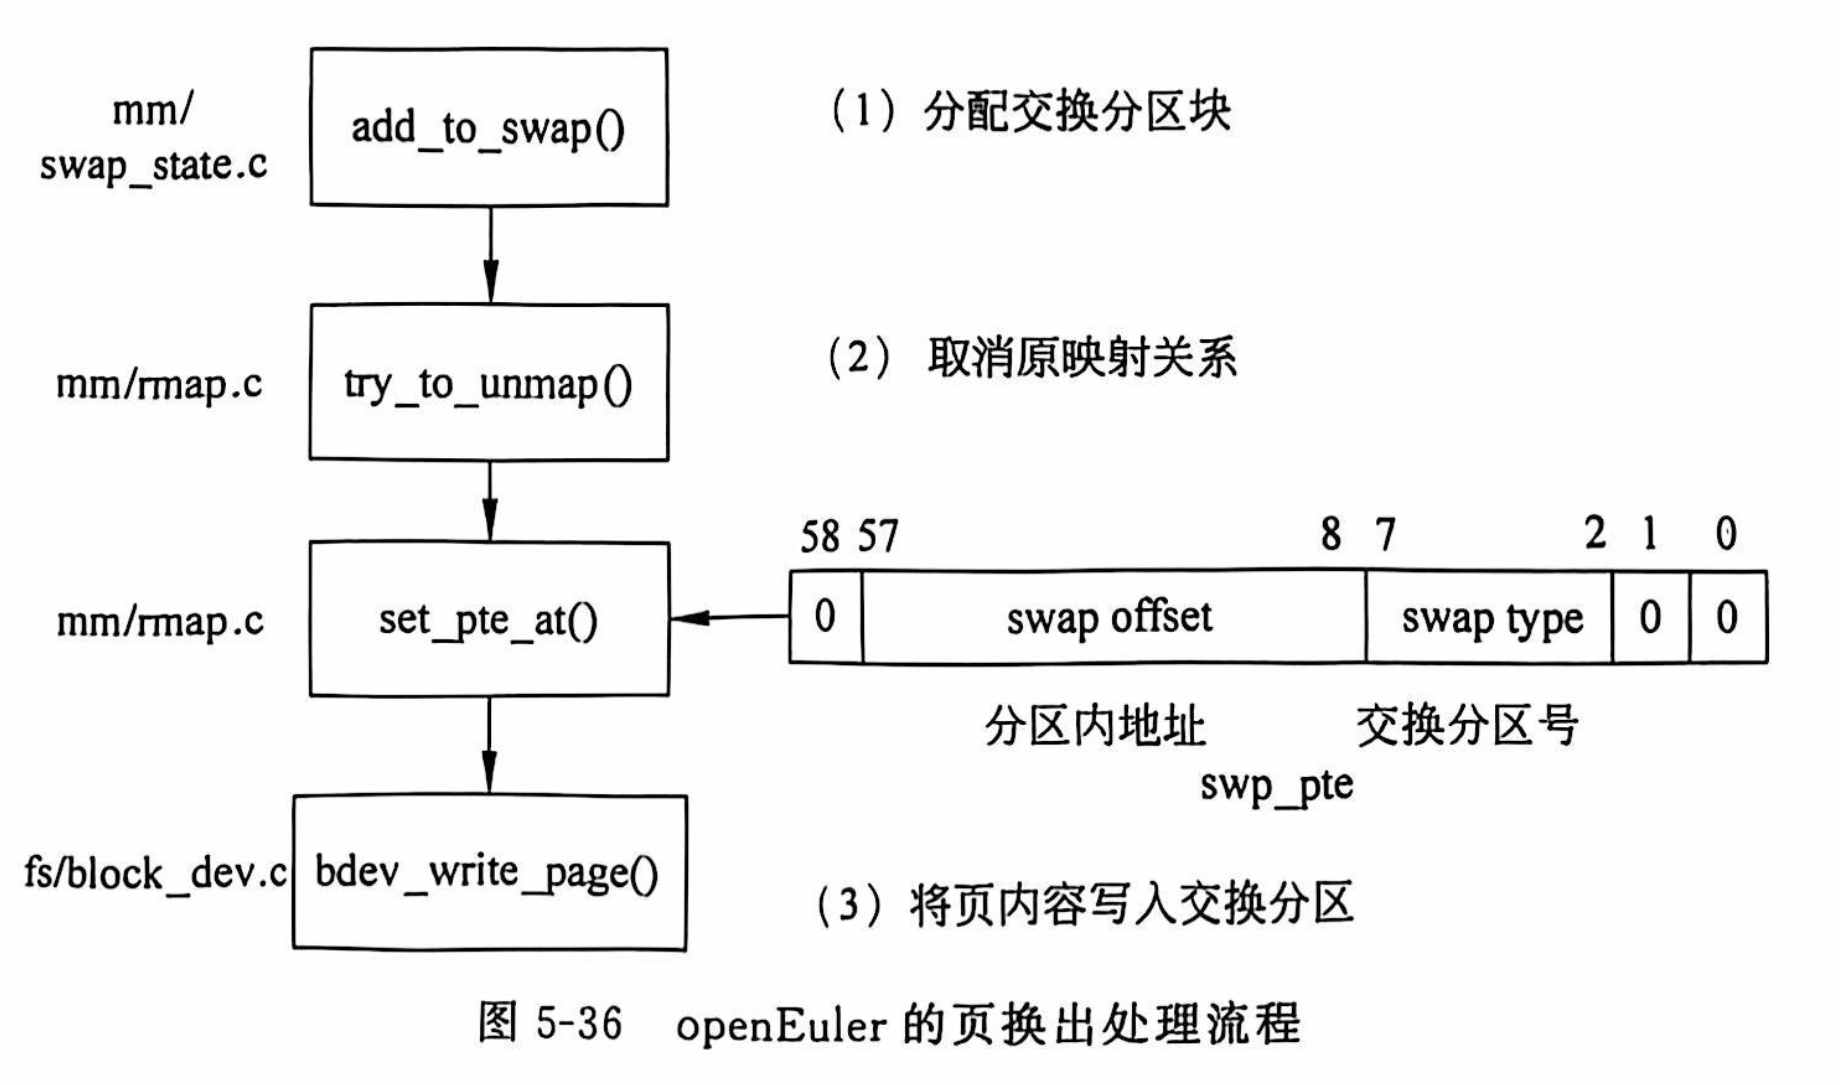 mm/
swap_state.c
add_to_swap()
(1) 分配交换分区块
mm/rmap.c
try_to_unmap()
(2) 取消原映射关系
58 57 8 7 2 1 0
mm/rmap.c
set_pte_at()
0 swap offset swap type 0 0
分区内地址 交换分区号
swp_pte
fs/block_dev.c
bdev_write_page()
(3) 将页内容写入交换分区
图 5-36 openEuler 的页换出处理流程